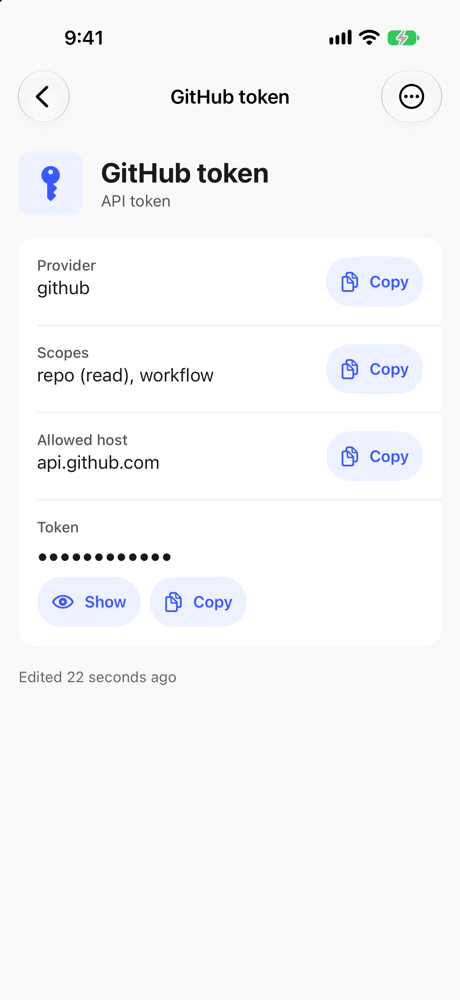 9:41
GitHub token
GitHub token
API token
Provider
github
Copy
Scopes
repo (read), workflow
Copy
Allowed host
api.github.com
Copy
Token
••••••••••••
Show
Copy
Edited 22 seconds ago